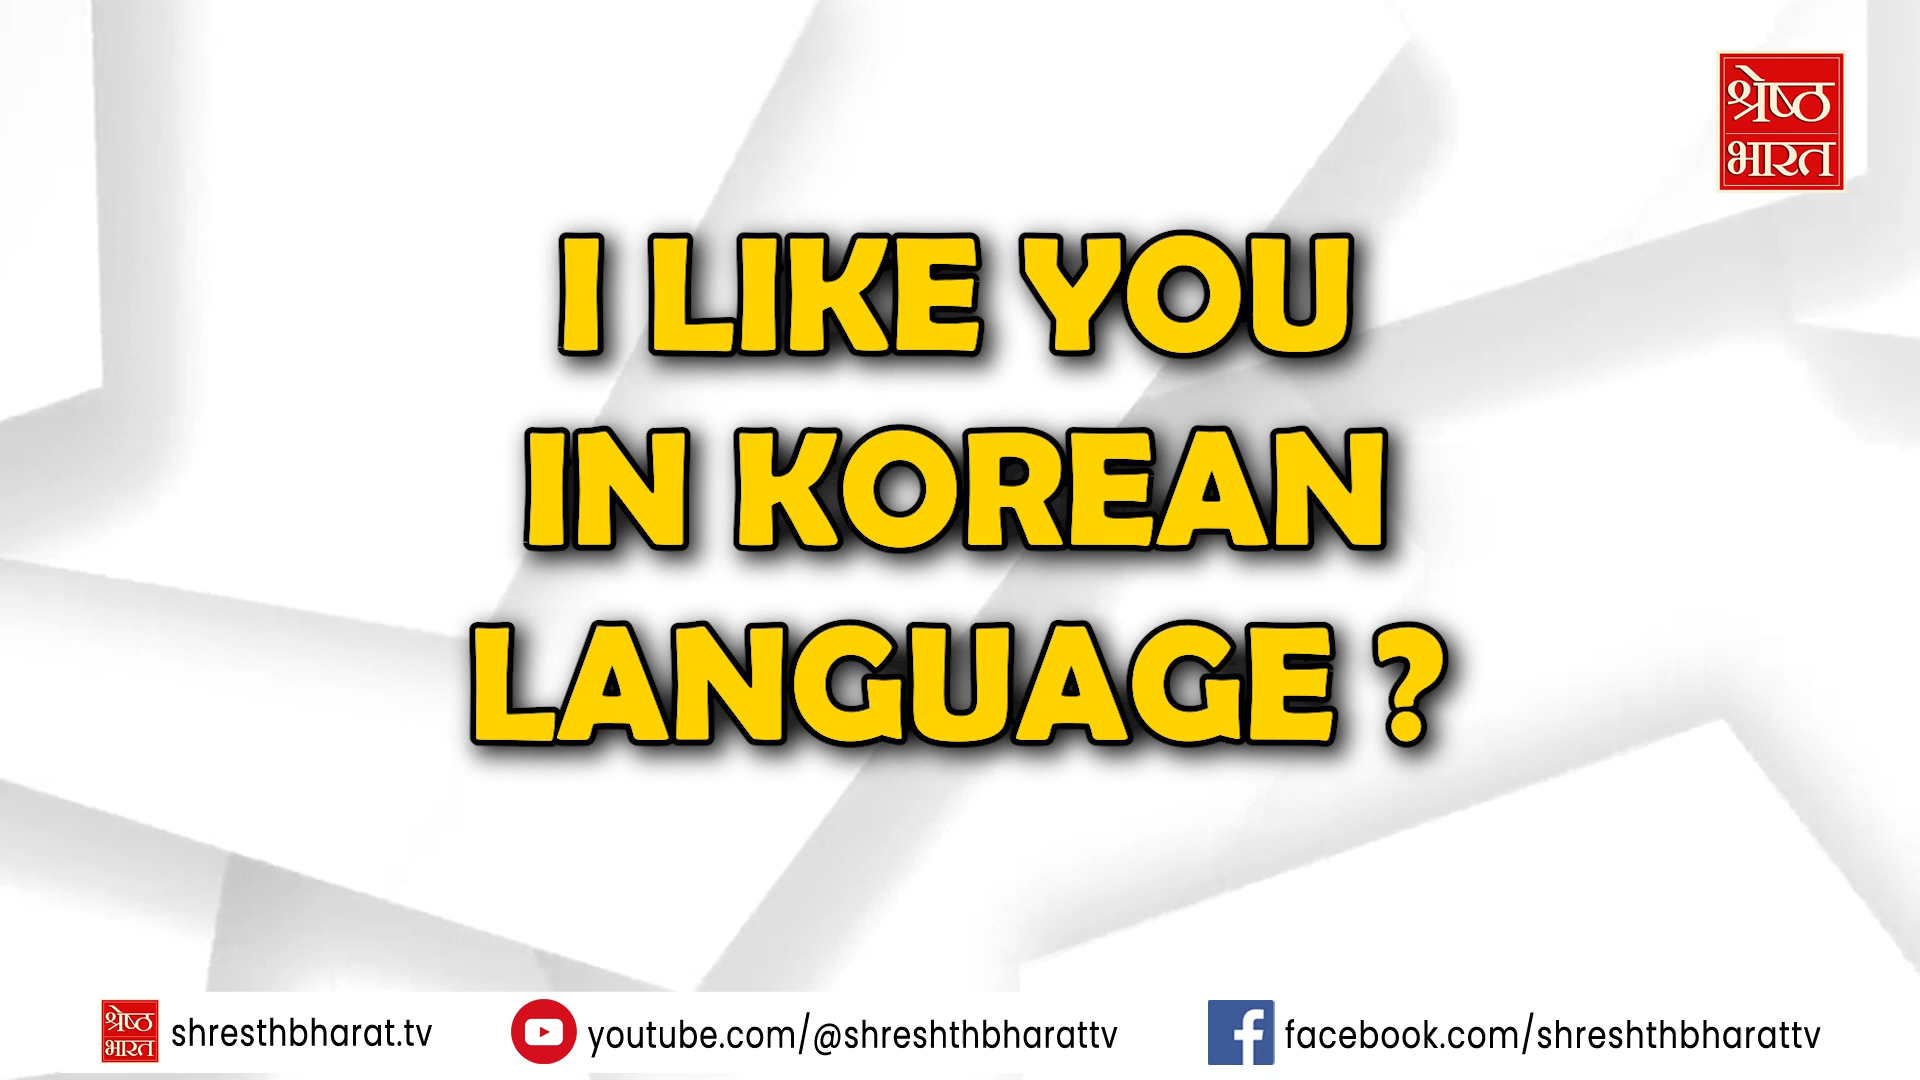 श्रेष्ठ
भारत
I LIKE YOU
IN KOREAN
LANGUAGE ?
श्रेष्ठ
भारत
shresthbharat.tv
youtube.com/@shreshthbharattv
facebook.com/shreshthbharattv